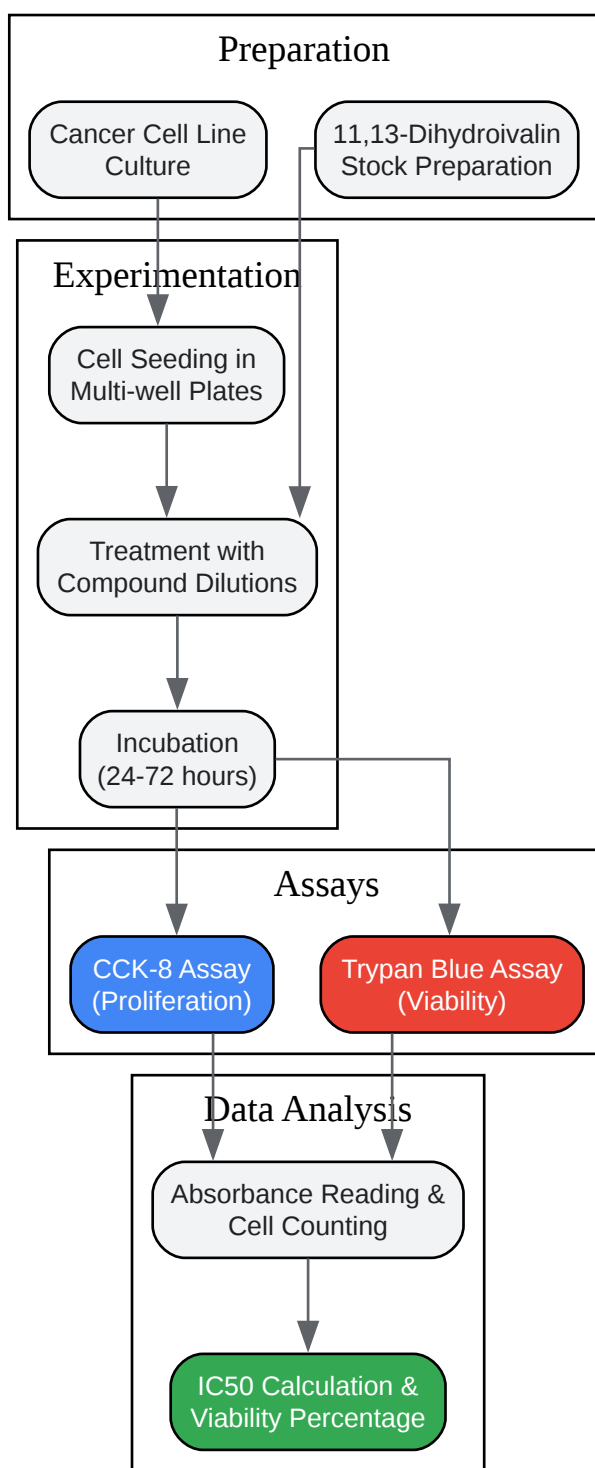 Preparation
Cancer Cell Line
Culture
11,13-Dihydroivalin
Stock Preparation
Experimentation
Cell Seeding in
Multi-well Plates
Treatment with
Compound Dilutions
Incubation
(24-72 hours)
Assays
CCK-8 Assay
(Proliferation)
Trypan Blue Assay
(Viability)
Data Analysis
Absorbance Reading &
Cell Counting
IC50 Calculation &
Viability Percentage